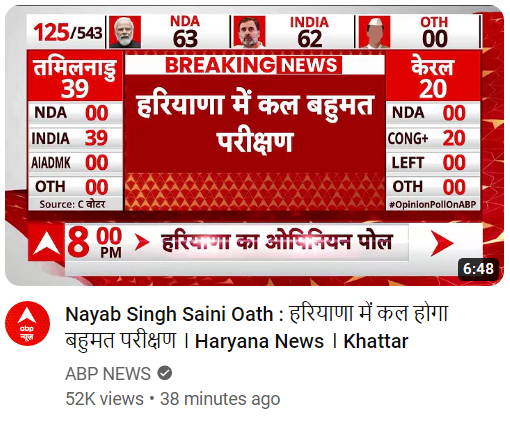 125/543 NDA 63 INDIA 62 OTH 00
BREAKING NEWS
हरियाणा में कल बहुमत
परीक्षण
तमिलनाडु
39
NDA 00
INDIA 39
AIADMK 00
OTH 00
Source: C वोटर
केरल
20
NDA 00
CONG+ 20
LEFT 00
OTH 00
#OpinionPollOnABP
8 00 PM हरियाणा का ओपिनियन पोल
6:48
abp
न्यूज़
Nayab Singh Saini Oath : हरियाणा में कल होगा
बहुमत परीक्षण । Haryana News । Khattar
ABP NEWS
52K views • 38 minutes ago